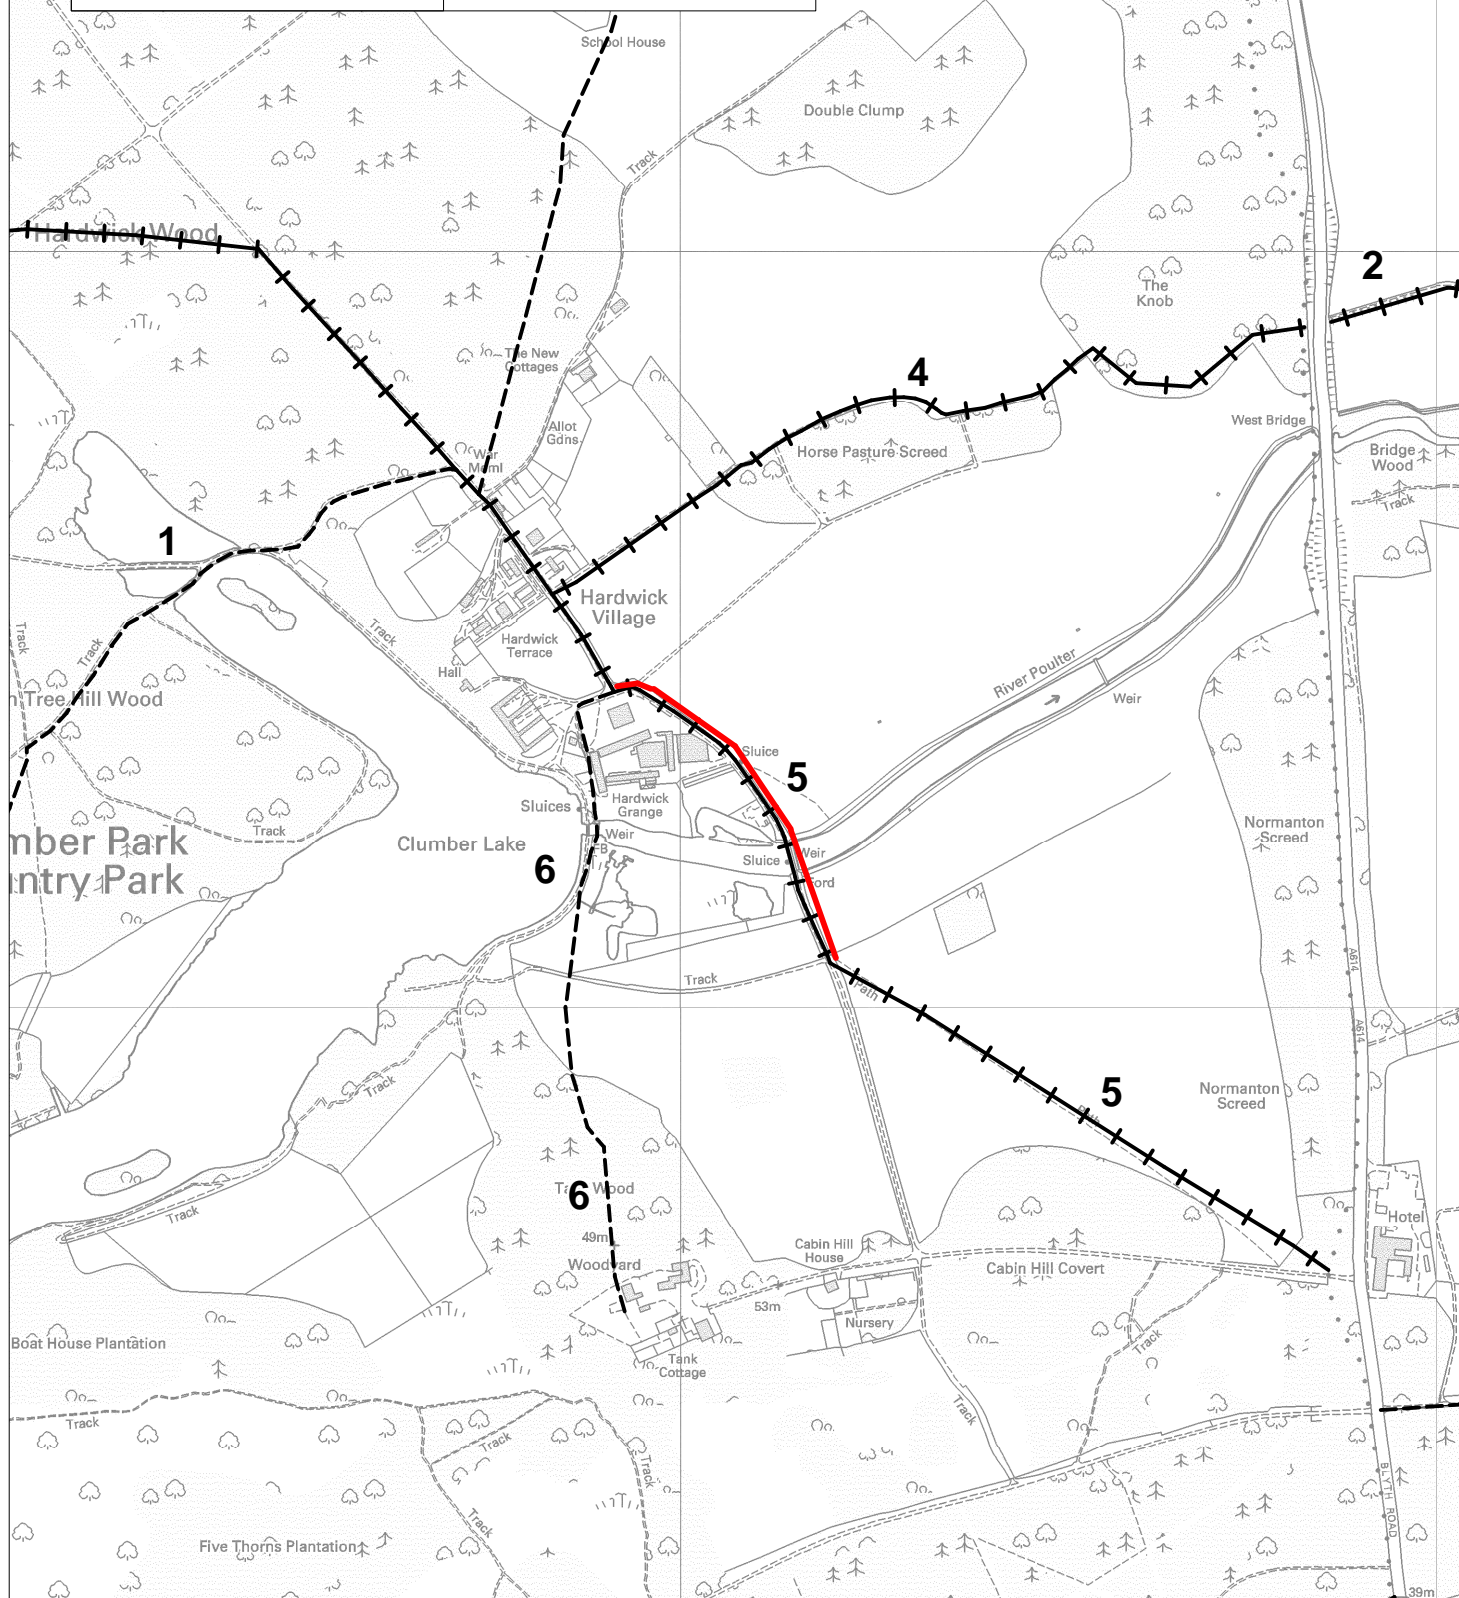 School House
Double Clump
Track
Hardwick Wood
2
The
Knob
The New
Cottages
4
Allot
Gdns
West Bridge
War
Meml
Horse Pasture Screed
Bridge
Wood
Track
1
Hardwick
Village
Track
Track
Track
Hardwick
Terrace
River Poulter
Hall
Weir
Tree Hill Wood
Sluice
5
Sluices
Hardwick
Grange
Normanton
Screed
Track
Weir
mber Park
Clumber Lake
FB
Weir
Sluice
6
ntry Park
Ford
A614
Track
Path
A614
Track
5
Normanton
Screed
Path
6
Wood
Track
Hotel
49m
Cabin Hill
House
Woodyard
Cabin Hill Covert
53m
Nursery
Boat House Plantation
Track
Tank
Cottage
Track
Track
Track
Track
BLYTH ROAD
Track
Five Thorns Plantation
39m